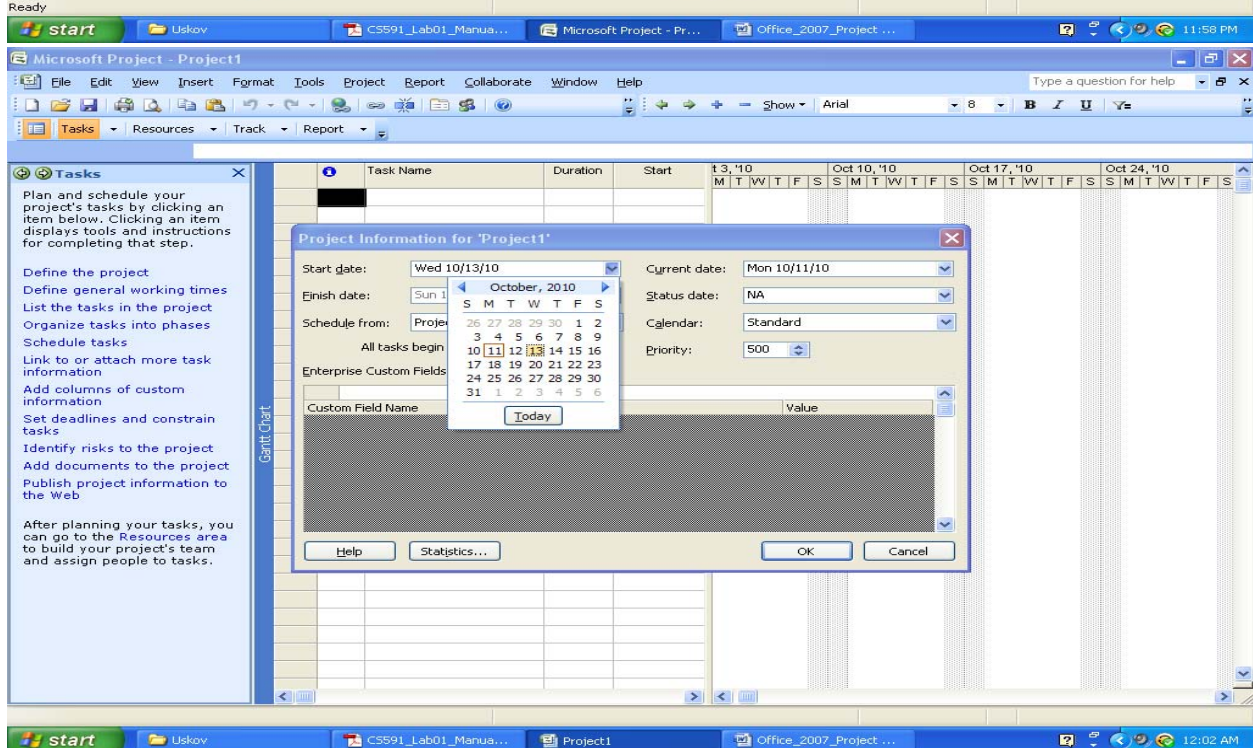 Ready
start Uskov CS591_Lab01_Manua... Microsoft Project - Pr... Office_2007_Project ... 11:58 PM
Microsoft Project - Project1
File Edit View Insert Format Tools Project Report Collaborate Window Help Type a question for help
Show Arial 8 B I U
Tasks Resources Track Report
Tasks
Plan and schedule your
project's tasks by clicking an
item below. Clicking an item
displays tools and instructions
for completing that step.
Define the project
Define general working times
List the tasks in the project
Organize tasks into phases
Schedule tasks
Link to or attach more task
information
Add columns of custom
information
Set deadlines and constrain
tasks
Identify risks to the project
Add documents to the project
Publish project information to
the Web
After planning your tasks, you
can go to the Resources area
to build your project's team
and assign people to tasks.
Gantt Chart
Task Name Duration Start t 3, '10 Oct 10, '10 Oct 17, '10 Oct 24, '10
M T W T F S S M T W T F S S M T W T F S S M T W T F S
Project Information for 'Project1'
Start date: Wed 10/13/10 Current date: Mon 10/11/10
Finish date: Sun 1 Status date: NA
Schedule from: Proje Calendar: Standard
All tasks begin Priority: 500
Enterprise Custom Fields
Custom Field Name Value
October, 2010
S M T W T F S
26 27 28 29 30 1 2
3 4 5 6 7 8 9
10 11 12 13 14 15 16
17 18 19 20 21 22 23
24 25 26 27 28 29 30
31 1 2 3 4 5 6
Today
Help Statistics... OK Cancel
start Uskov CS591_Lab01_Manua... Project1 Office_2007_Project ... 12:02 AM